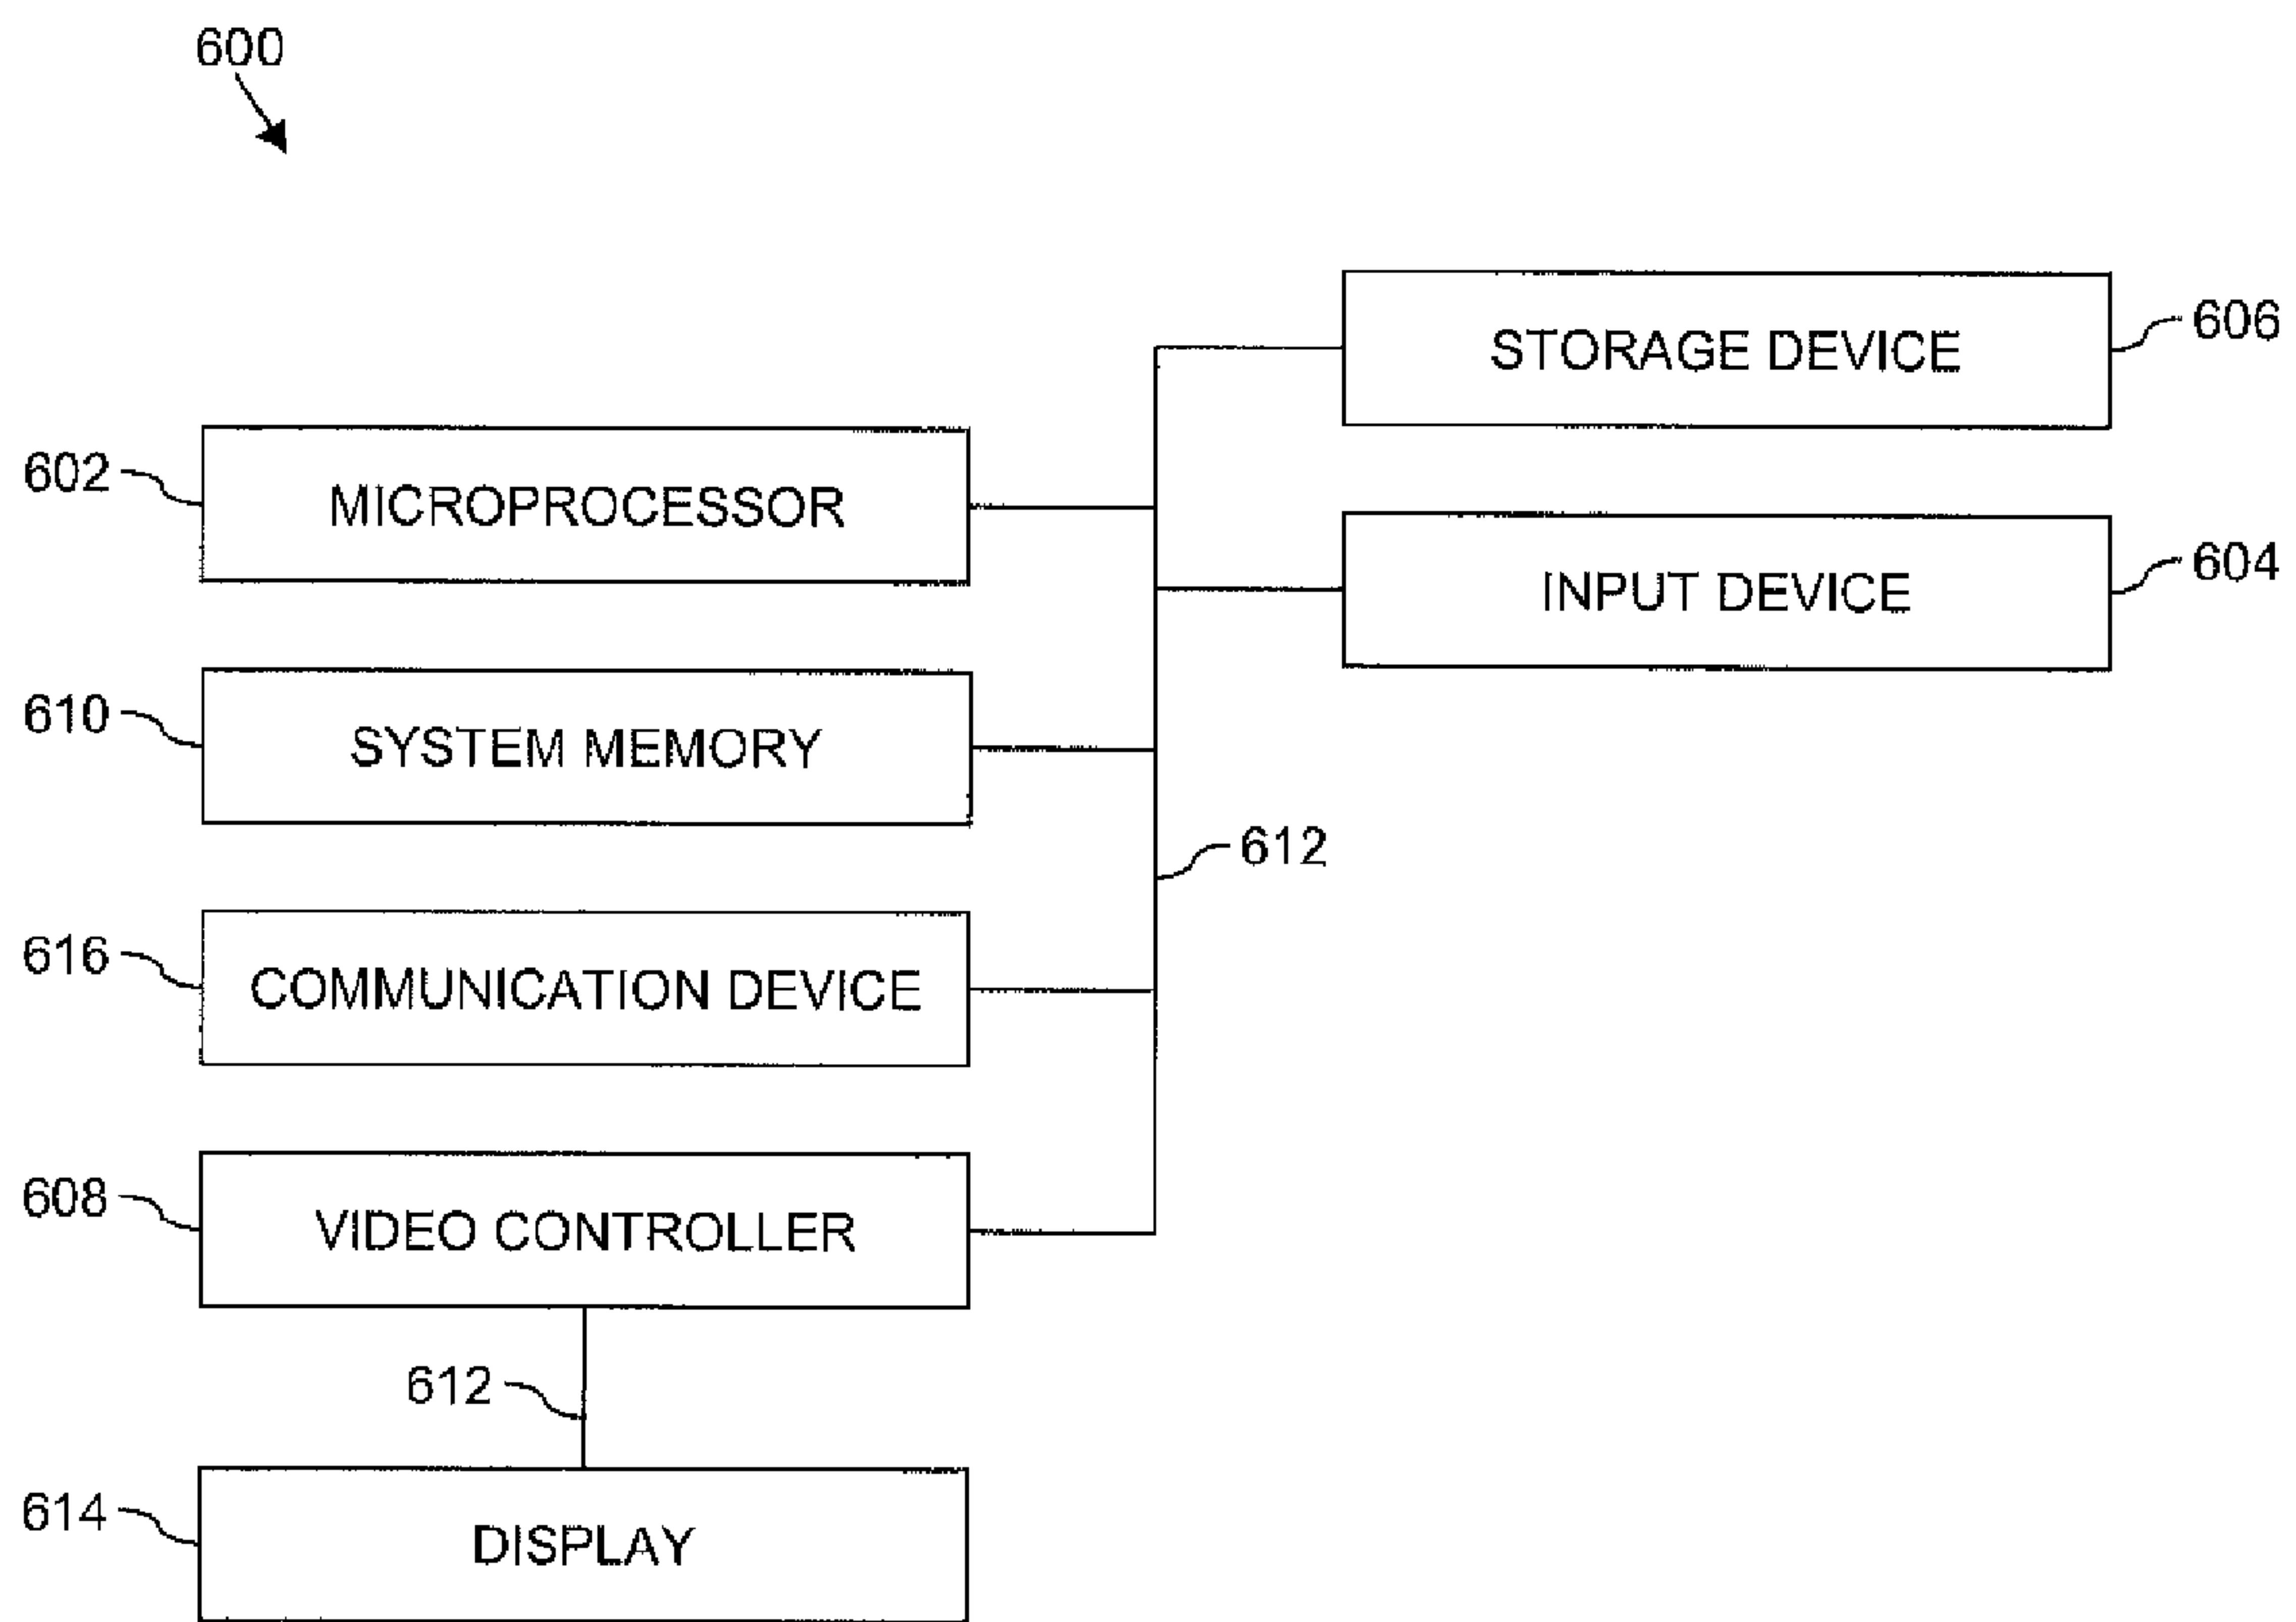 600
STORAGE DEVICE
606
602
MICROPROCESSOR
INPUT DEVICE
604
610
SYSTEM MEMORY
612
616
COMMUNICATION DEVICE
608
VIDEO CONTROLLER
612
614
DISPLAY